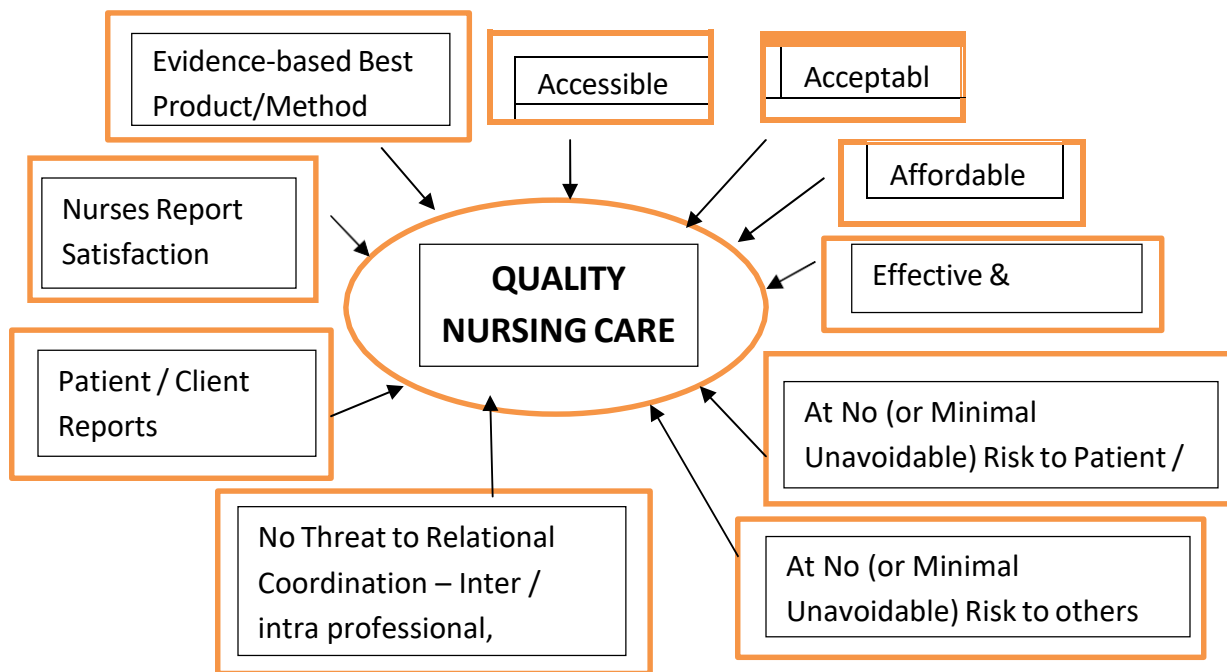 Evidence-based Best
Product/Method
Accessible
Acceptabl
Affordable
Nurses Report
Satisfaction
QUALITY
NURSING CARE
Effective &
Patient / Client
Reports
At No (or Minimal
Unavoidable) Risk to Patient /
No Threat to Relational
Coordination – Inter /
intra professional,
At No (or Minimal
Unavoidable) Risk to others